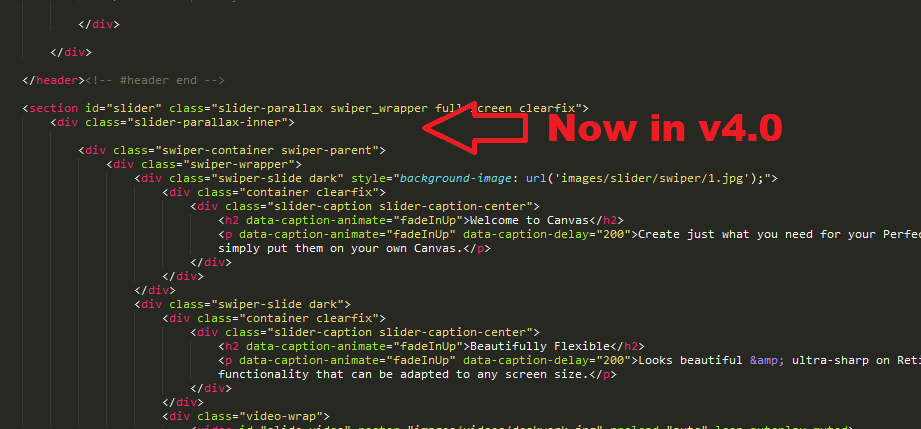 </div>
</div>
</header><!-- #header end -->
<section id="slider" class="slider-parallax swiper_wrapper full-screen clearfix">
<div class="slider-parallax-inner">
Now in v4.0
<div class="swiper-container swiper-parent">
<div class="swiper-wrapper">
<div class="swiper-slide dark" style="background-image: url('images/slider/swiper/1.jpg');">
<div class="container clearfix">
<div class="slider-caption slider-caption-center">
<h2 data-caption-animate="fadeInUp">Welcome to Canvas</h2>
<p data-caption-animate="fadeInUp" data-caption-delay="200">Create just what you need for your Perfec
simply put them on your own Canvas.</p>
</div>
</div>
</div>
<div class="swiper-slide dark">
<div class="container clearfix">
<div class="slider-caption slider-caption-center">
<h2 data-caption-animate="fadeInUp">Beautifully Flexible</h2>
<p data-caption-animate="fadeInUp" data-caption-delay="200">Looks beautiful &amp; ultra-sharp on Reti
functionality that can be adapted to any screen size.</p>
</div>
</div>
<div class="video-wrap">